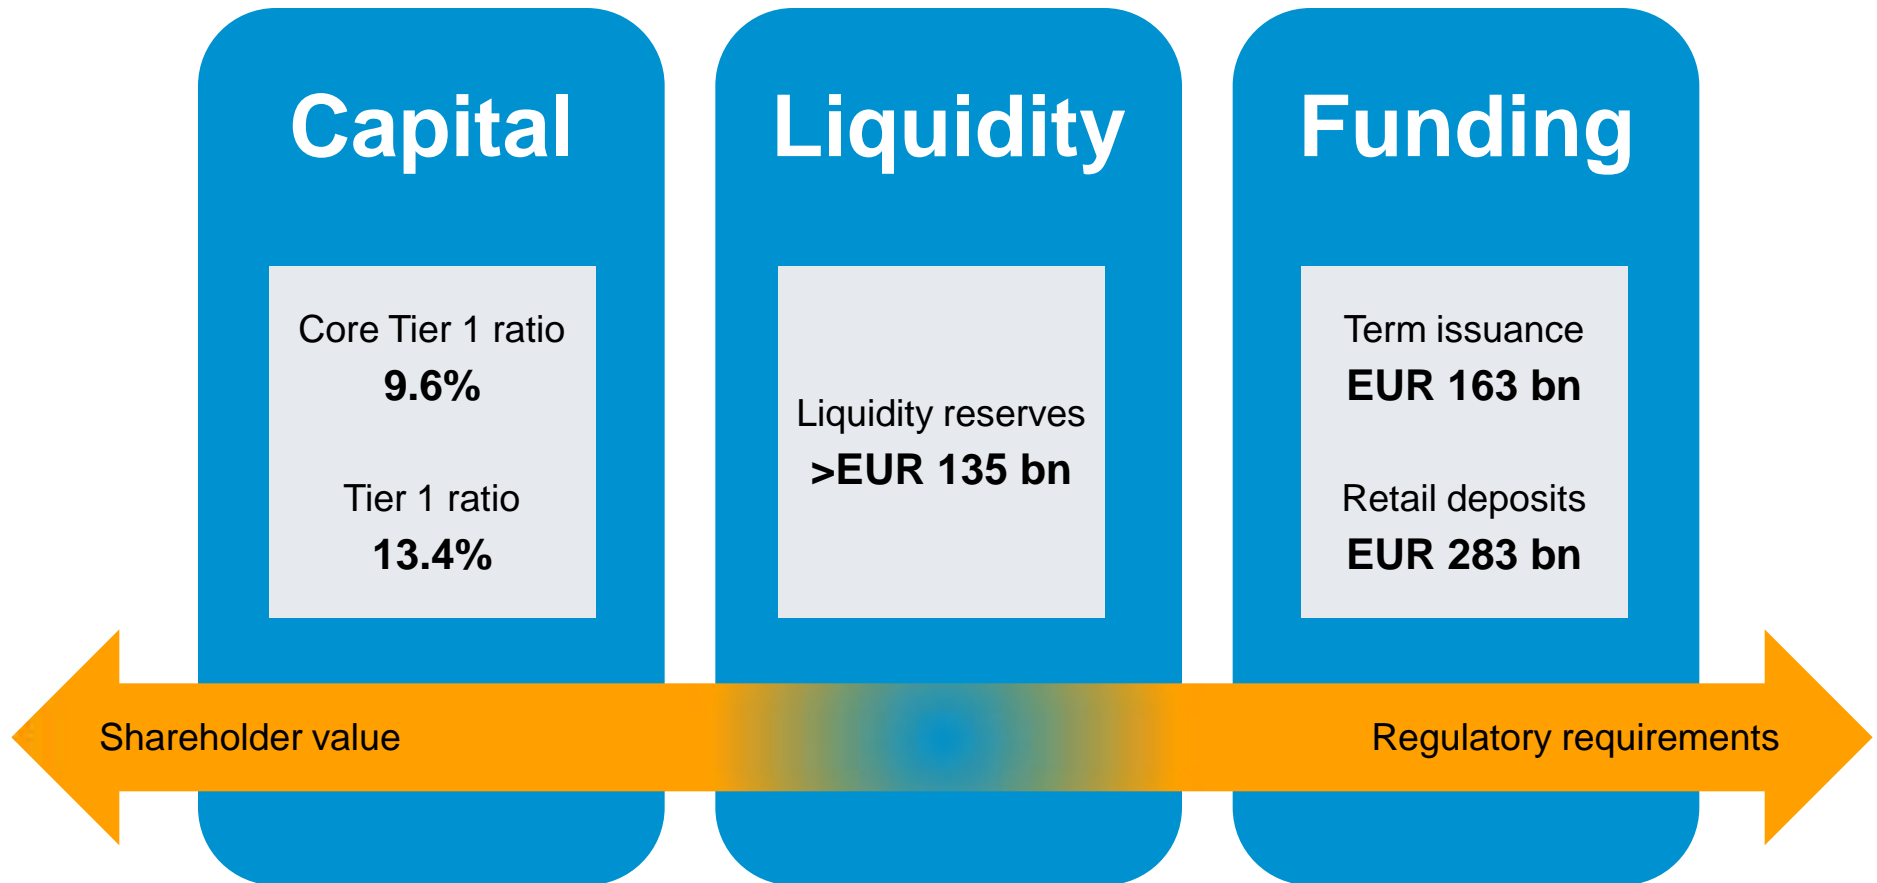 Capital
Core Tier 1 ratio
9.6%
Tier 1 ratio
13.4%
Liquidity
Liquidity reserves
>EUR 135 bn
Funding
Term issuance
EUR 163 bn
Retail deposits
EUR 283 bn
Shareholder value
Regulatory requirements